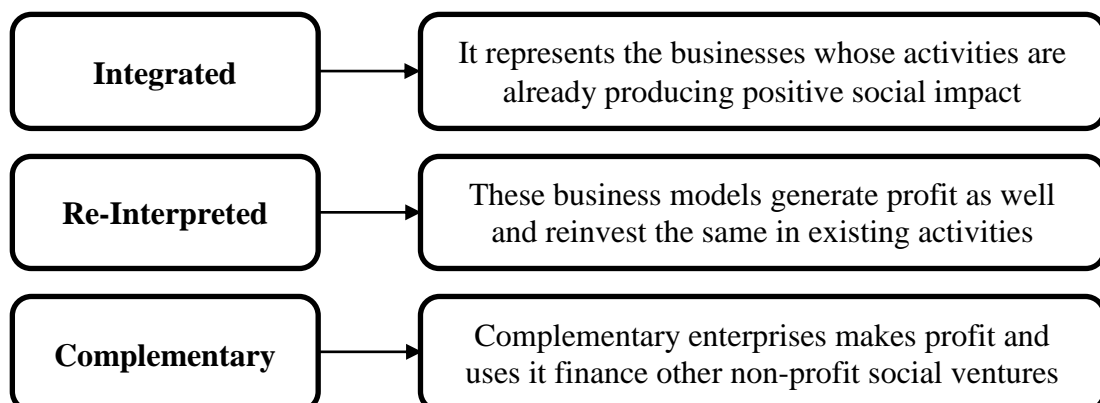 Integrated
It represents the businesses whose activities are
already producing positive social impact
Re-Interpreted
These business models generate profit as well
and reinvest the same in existing activities
Complementary
Complementary enterprises makes profit and
uses it finance other non-profit social ventures